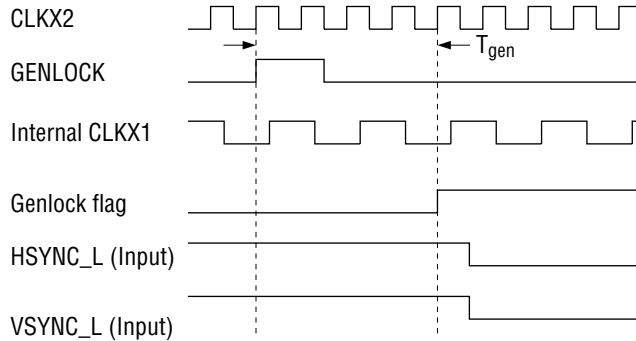 CLKX2
T_gen
GENLOCK
Internal CLKX1
Genlock flag
HSYNC_L (Input)
VSYNC_L (Input)